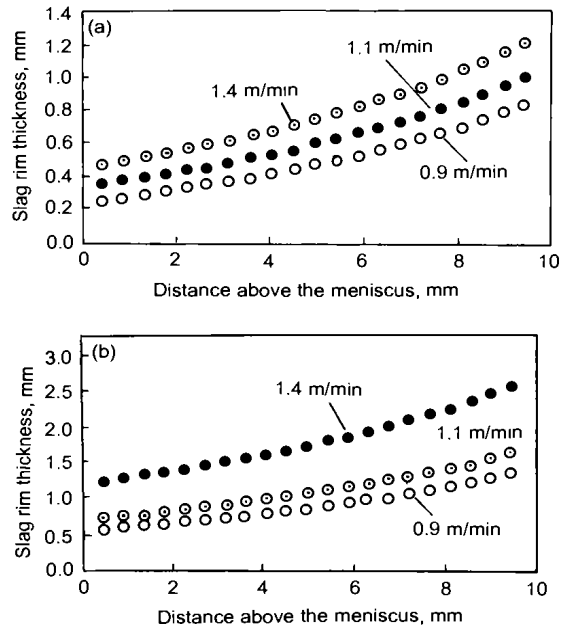 (a)
1.2
1.0
0.8
0.6
0.4
0.2
0.0
Slag rim thickness, mm
1.4 m/min
1.1 m/min
0.9 m/min
0 2 4 6 8 10
Distance above the meniscus, mm
(b)
3.0
2.5
2.0
1.5
1.0
0.5
0.0
Slag rim thickness, mm
1.4 m/min
1.1 m/min
0.9 m/min
0 2 4 6 8 10
Distance above the meniscus, mm